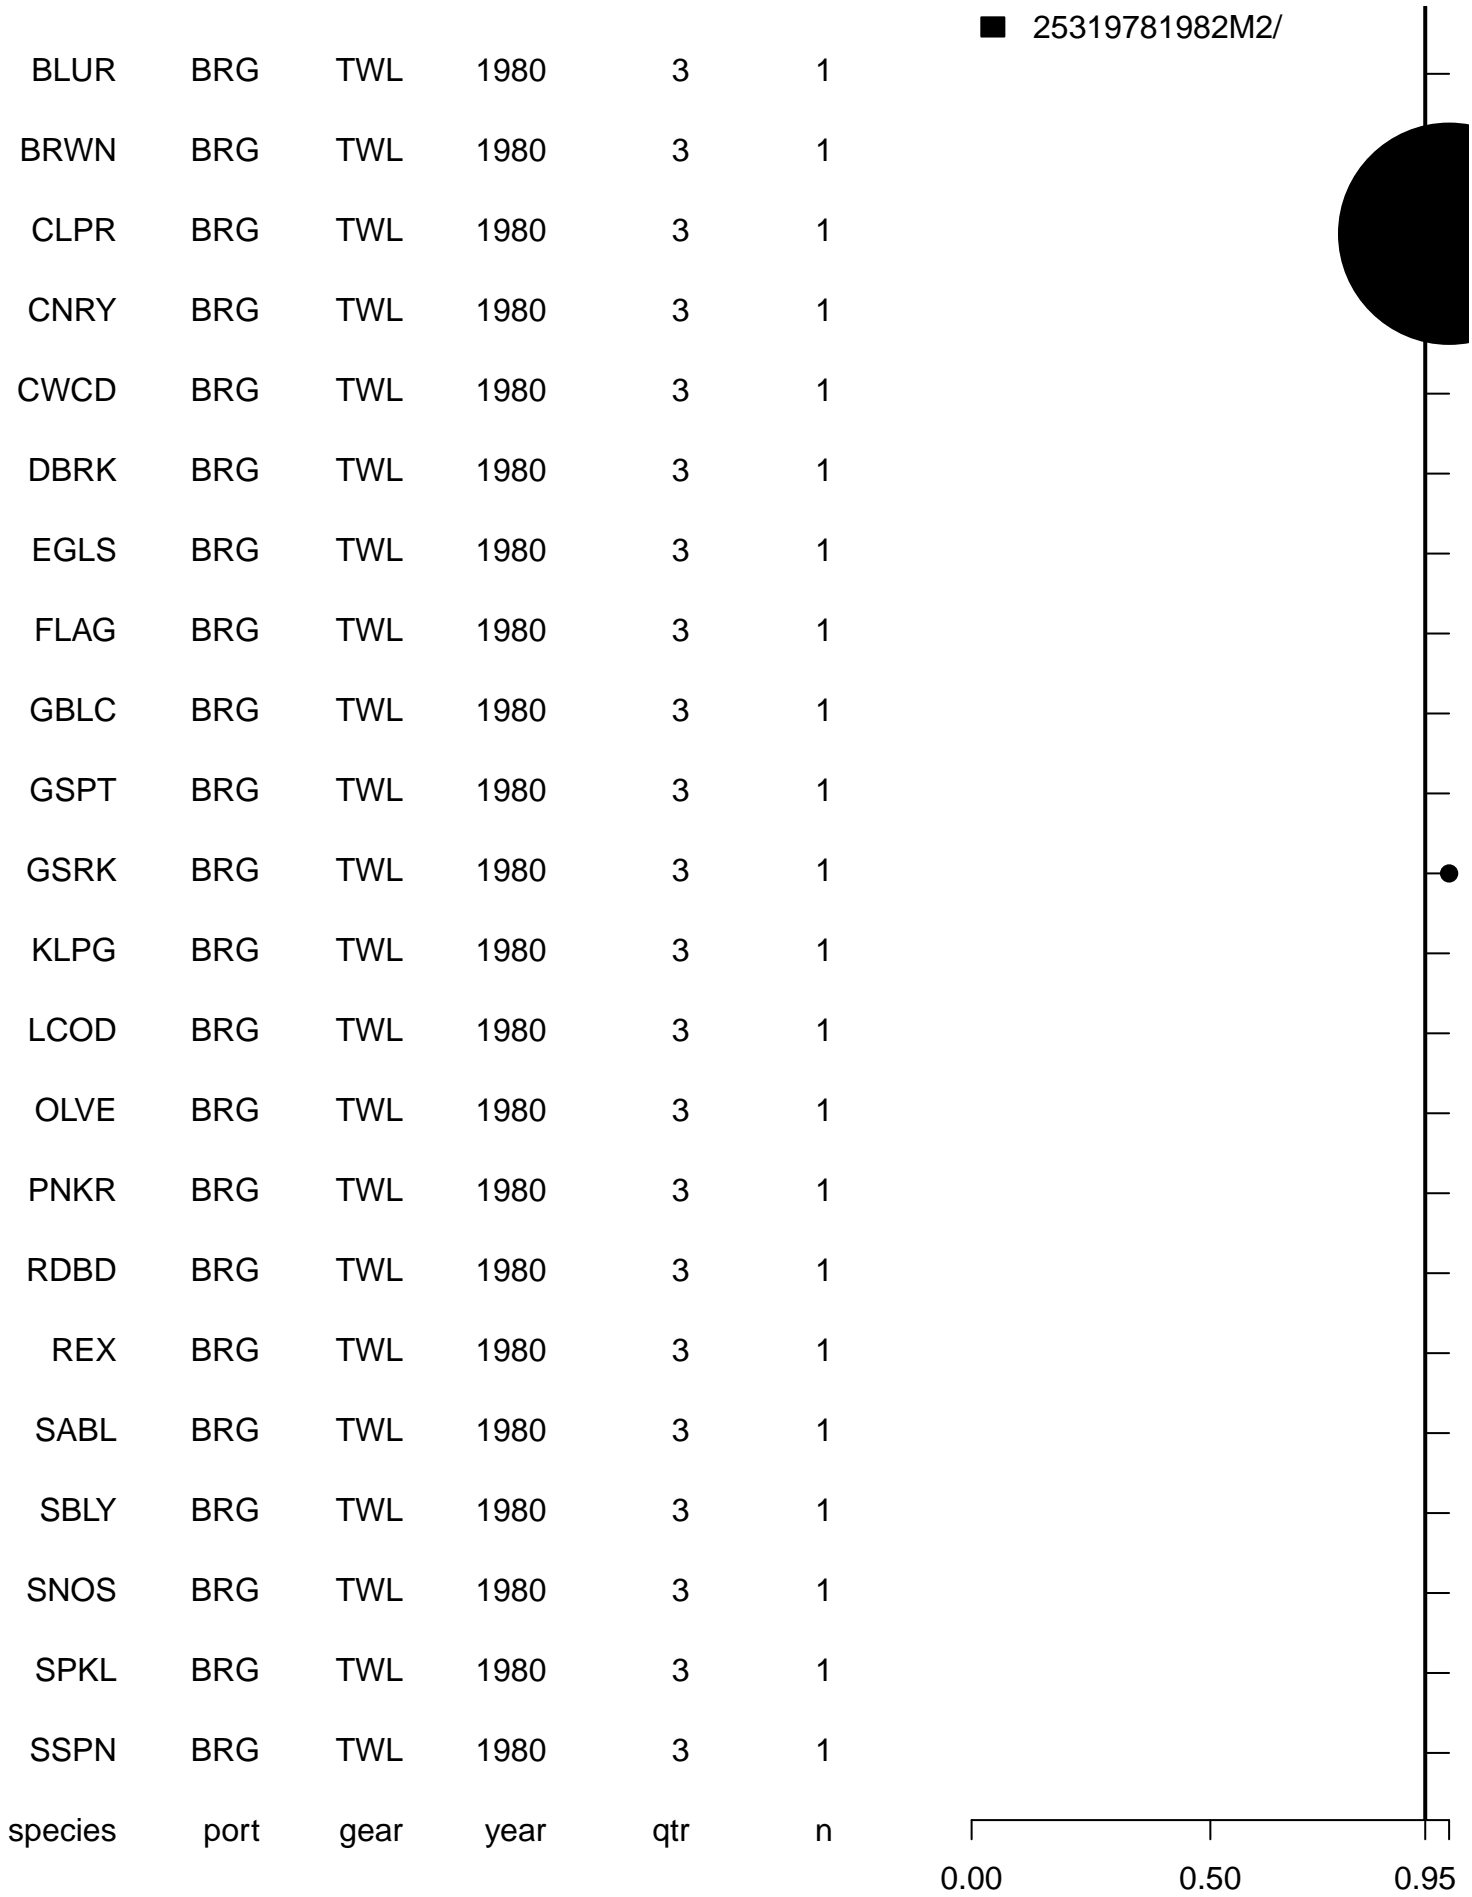 25319781982M2/
BLUR BRG TWL 1980 3 1
BRWN BRG TWL 1980 3 1
CLPR BRG TWL 1980 3 1
CNRY BRG TWL 1980 3 1
CWCD BRG TWL 1980 3 1
DBRK BRG TWL 1980 3 1
EGLS BRG TWL 1980 3 1
FLAG BRG TWL 1980 3 1
GBLC BRG TWL 1980 3 1
GSPT BRG TWL 1980 3 1
GSRK BRG TWL 1980 3 1
KLPG BRG TWL 1980 3 1
LCOD BRG TWL 1980 3 1
OLVE BRG TWL 1980 3 1
PNKR BRG TWL 1980 3 1
RDBD BRG TWL 1980 3 1
REX BRG TWL 1980 3 1
SABL BRG TWL 1980 3 1
SBLY BRG TWL 1980 3 1
SNOS BRG TWL 1980 3 1
SPKL BRG TWL 1980 3 1
SSPN BRG TWL 1980 3 1
species port gear year qtr n
0.00 0.50 0.95